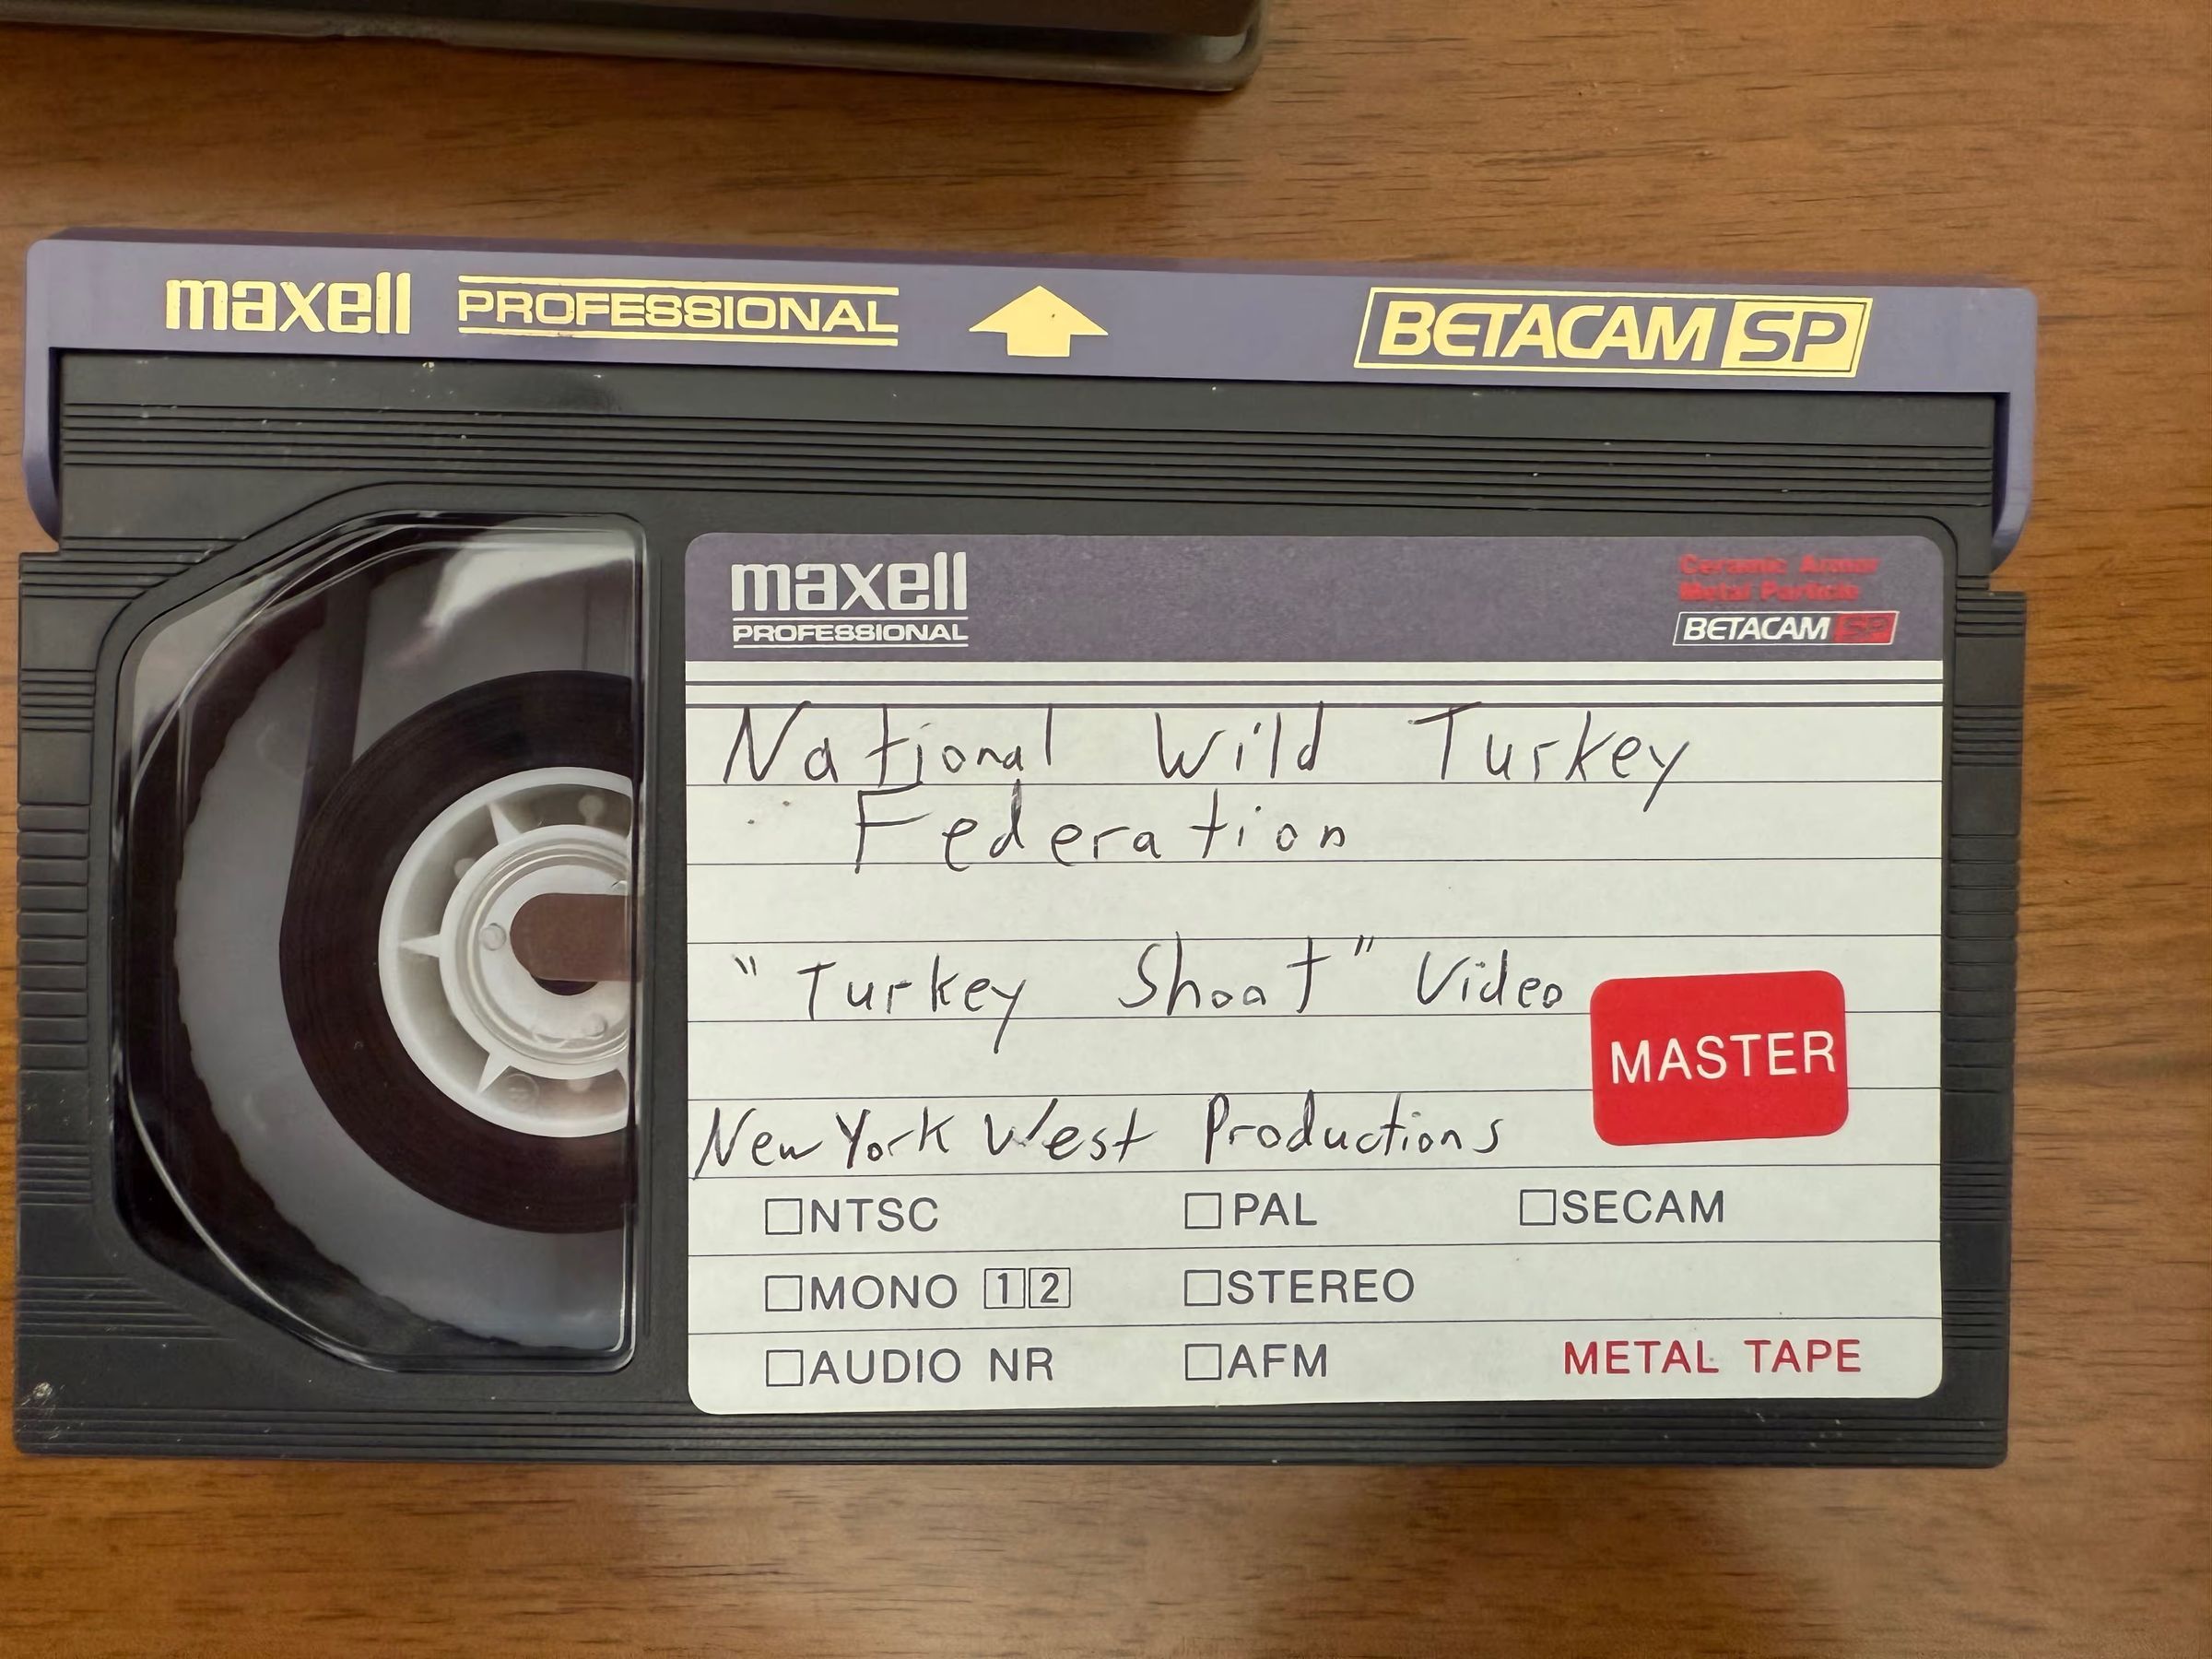 maxell PROFESSIONAL BETACAM SP
maxell
PROFESSIONAL
Ceramic Armor
Metal Particle
BETACAM SP
National Wild Turkey
Federation
"Turkey Shoot" Video
MASTER
New York West Productions
NTSC PAL SECAM
MONO 1 2 STEREO
AUDIO NR AFM METAL TAPE